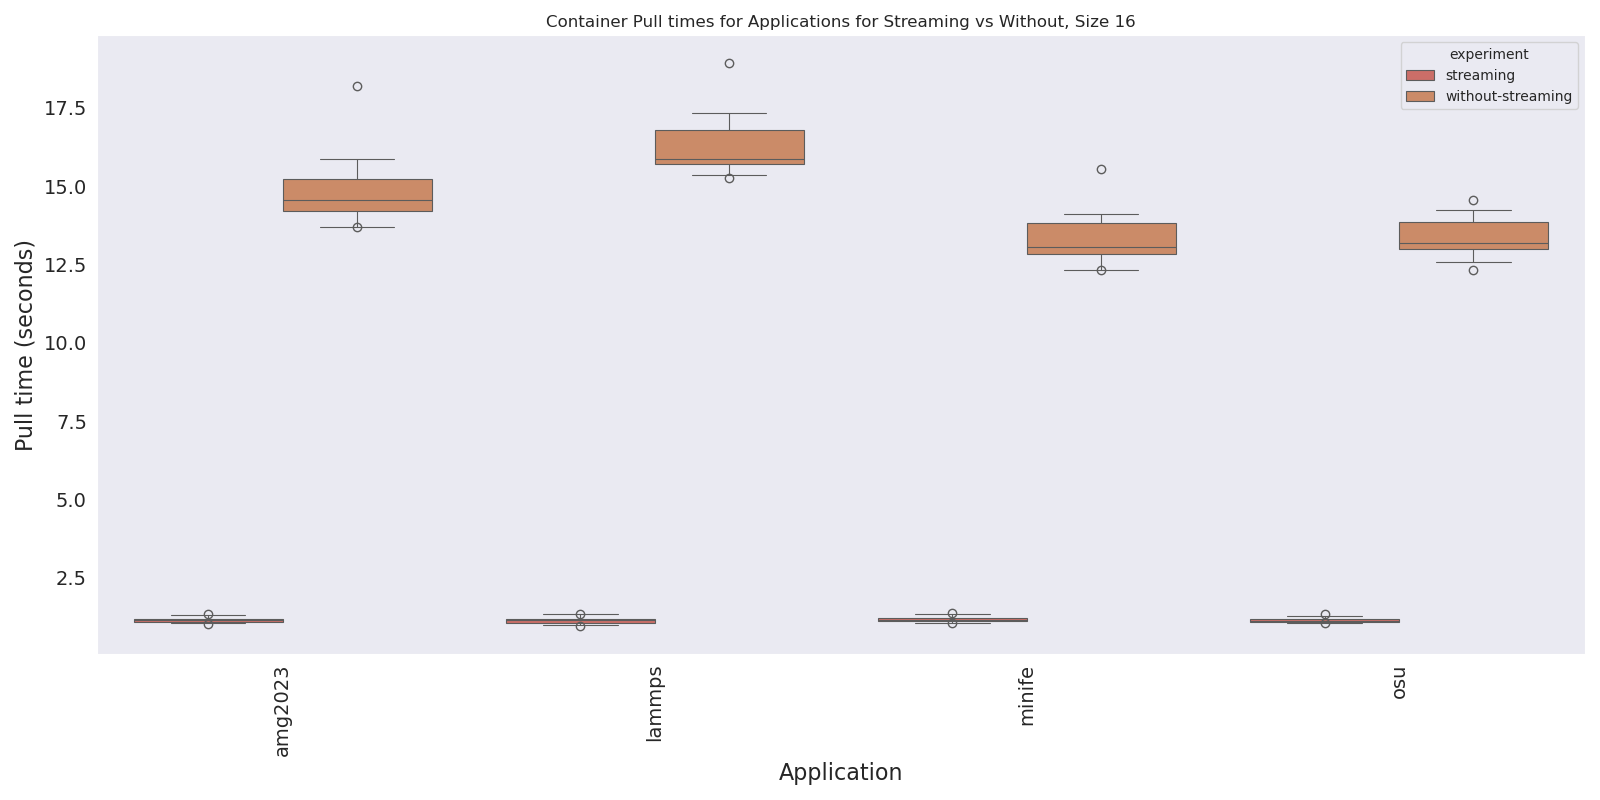 Container Pull times for Applications for Streaming vs Without, Size 16
experiment
streaming
without-streaming
Pull time (seconds)
17.5
15.0
12.5
10.0
7.5
5.0
2.5
amg2023
lammps
minife
osu
Application